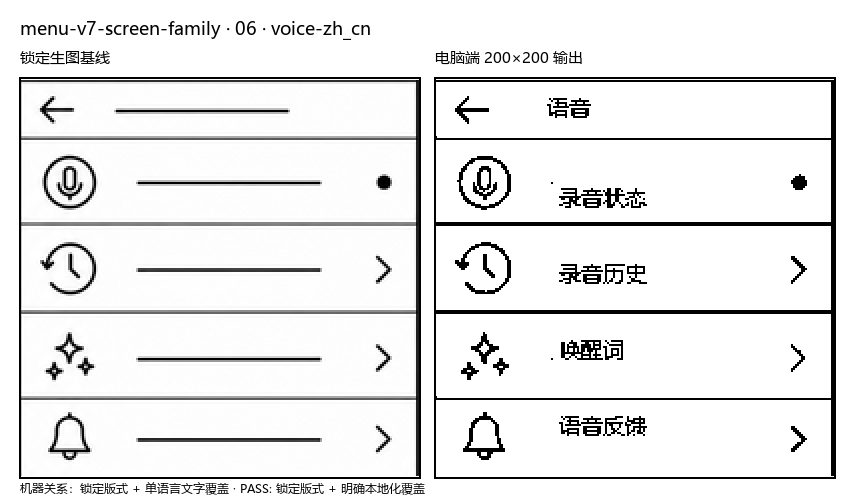 menu-v7-screen-family · 06 · voice-zh_cn
锁定生图基线
电脑端 200×200 输出
语音
录音状态
录音历史
唤醒词
语音反馈
机器关系：锁定版式 + 单语言文字覆盖 · PASS: 锁定版式 + 明确本地化覆盖